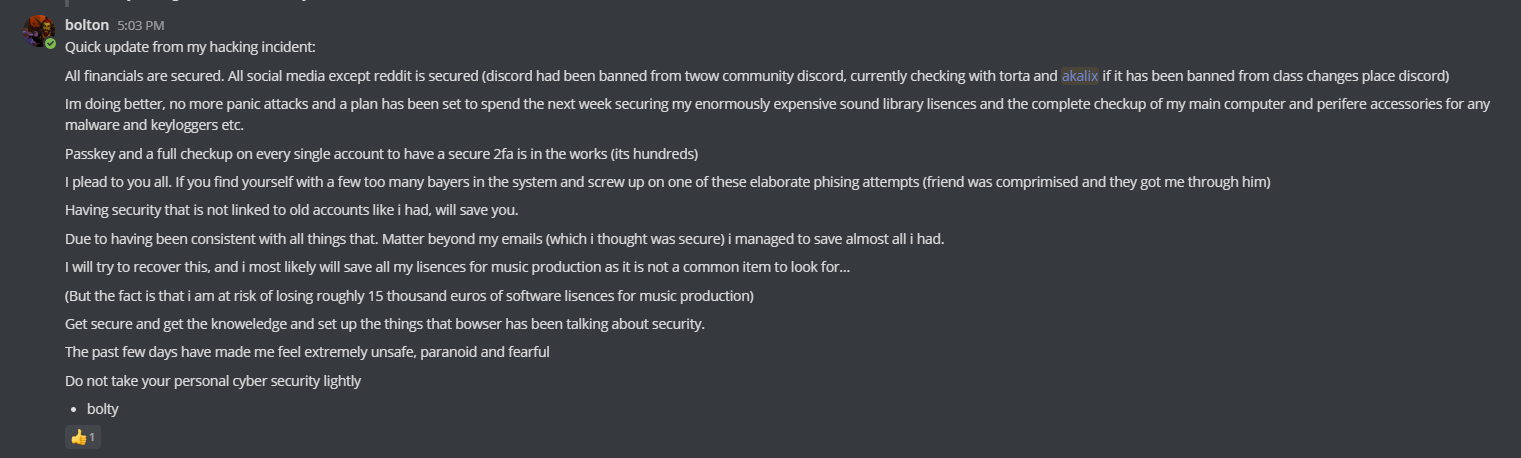 bolton 5:03 PM
Quick update from my hacking incident:
All financials are secured. All social media except reddit is secured (discord had been banned from twow community discord, currently checking with torta and akalix if it has been banned from class changes place discord)
Im doing better, no more panic attacks and a plan has been set to spend the next week securing my enormously expensive sound library lisences and the complete checkup of my main computer and perifere accessories for any
malware and keyloggers etc.
Passkey and a full checkup on every single account to have a secure 2fa is in the works (its hundreds)
I plead to you all. If you find yourself with a few too many bayers in the system and screw up on one of these elaborate phising attempts (friend was comprimised and they got me through him)
Having security that is not linked to old accounts like i had, will save you.
Due to having been consistent with all things that. Matter beyond my emails (which i thought was secure) i managed to save almost all i had.
I will try to recover this, and i most likely will save all my lisences for music production as it is not a common item to look for...
(But the fact is that i am at risk of losing roughly 15 thousand euros of software lisences for music production)
Get secure and get the knoweledge and set up the things that bowser has been talking about security.
The past few days have made me feel extremely unsafe, paranoid and fearful
Do not take your personal cyber security lightly
• bolty
👍 1